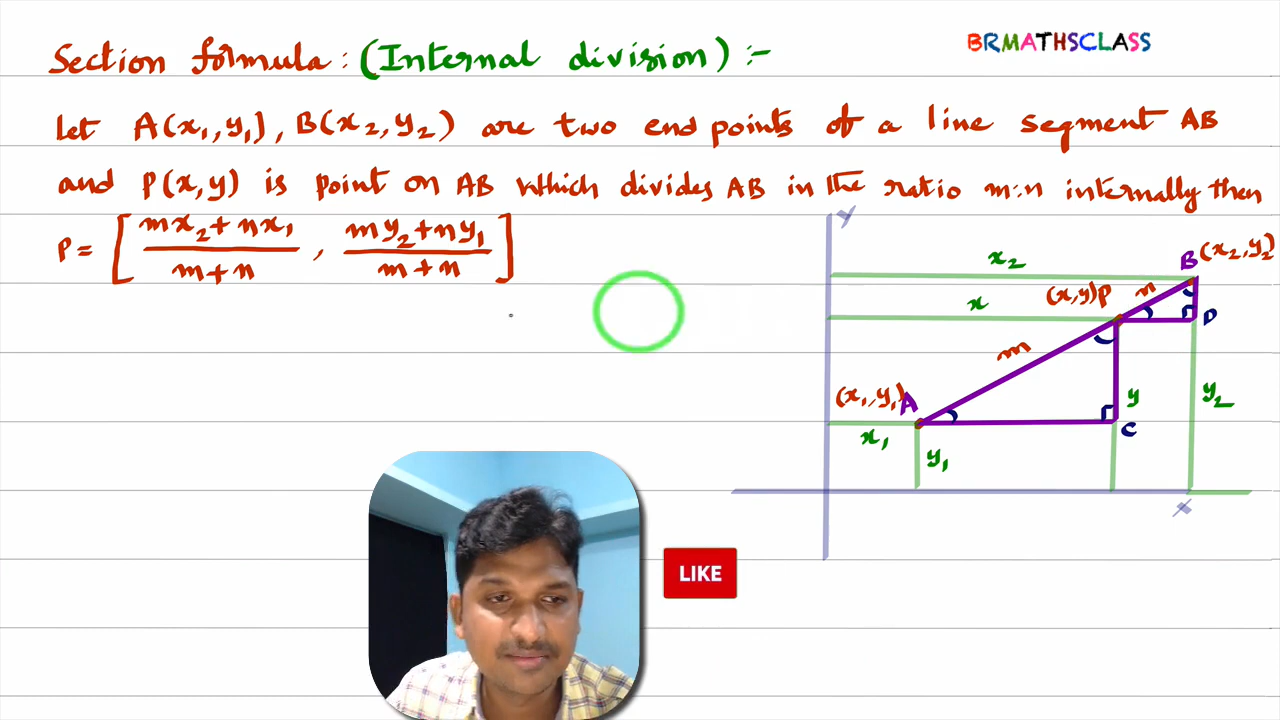 Section formula : (Internal division) :-
BRMATHSCLASS
Let A(x₁,y₁), B(x₂,y₂) are two end points of a line segment AB
and P(x,y) is point on AB which divides AB in the ratio m:n internally then
P = [ (mx₂+nx₁)/(m+n) , (my₂+ny₁)/(m+n) ]
Y
x₂
B (x₂,y₂)
x
(x,y) P
n
D
m
(x₁,y₁) A
y
y₂
x₁
C
y₁
X
LIKE